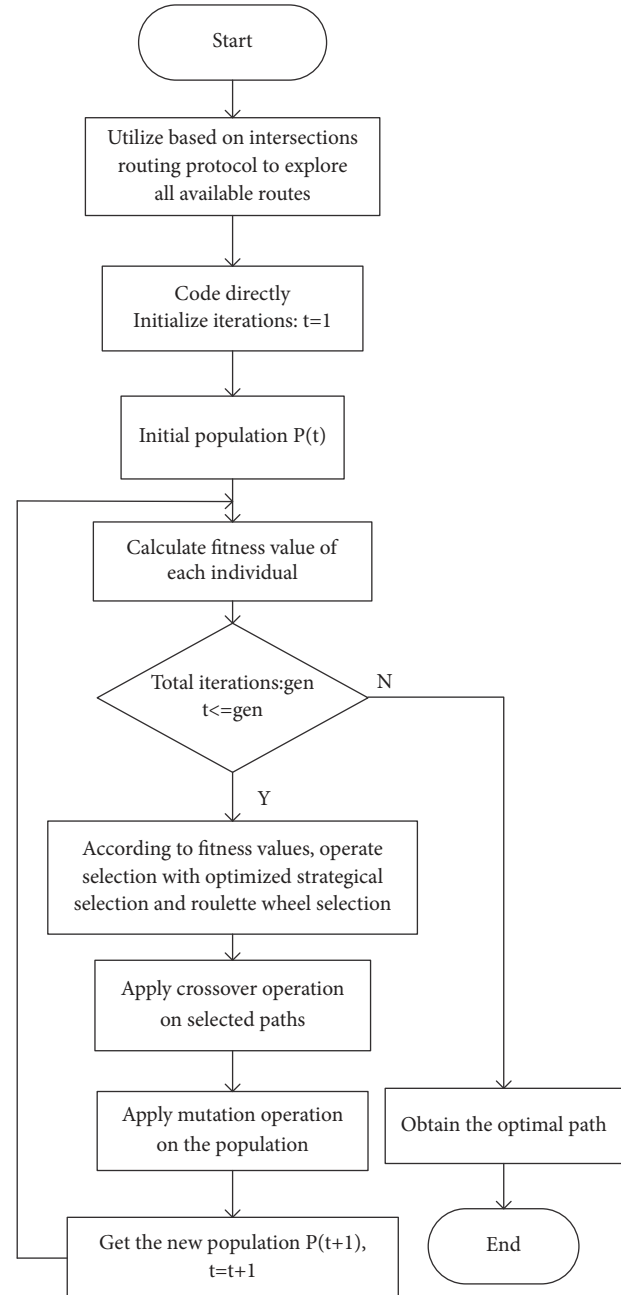 Start
Utilize based on intersections
routing protocol to explore
all available routes
Code directly
Initialize iterations: t=1
Initial population P(t)
Calculate fitness value of
each individual
Total iterations:gen
t<=gen
N
Y
According to fitness values, operate
selection with optimized strategical
selection and roulette wheel selection
Apply crossover operation
on selected paths
Apply mutation operation
on the population
Obtain the optimal path
Get the new population P(t+1),
t=t+1
End